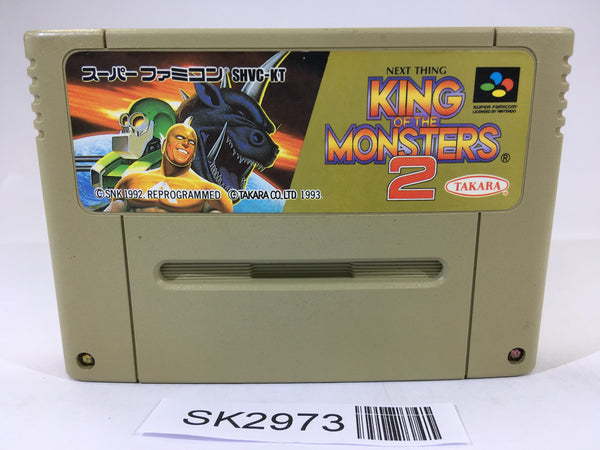 スーパーファミコン® SHVC-KT
NEXT THING
KING
OF THE
MONSTERS®
2
SUPER FAMICOM
LICENSED BY NINTENDO
TAKARA
©SNK 1992. REPROGRAMMED ©TAKARA CO.LTD 1993.
SK2973